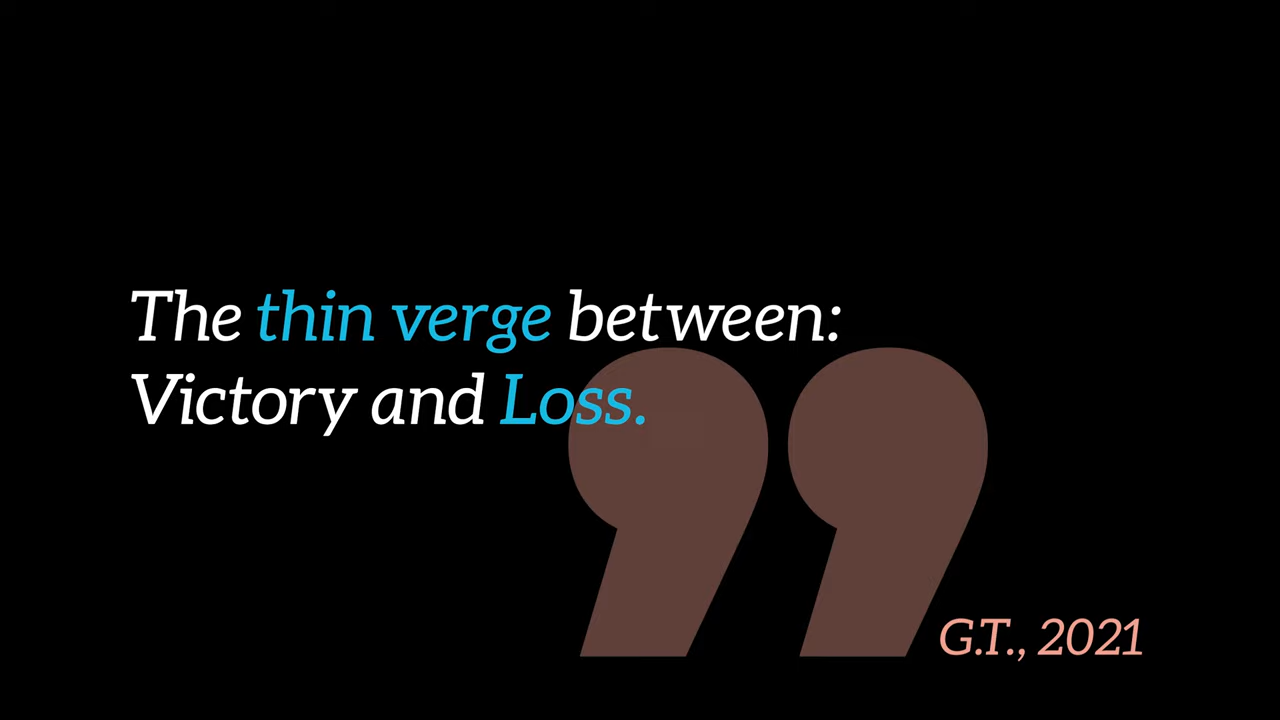 The thin verge between:
Victory and Loss.
G.T., 2021